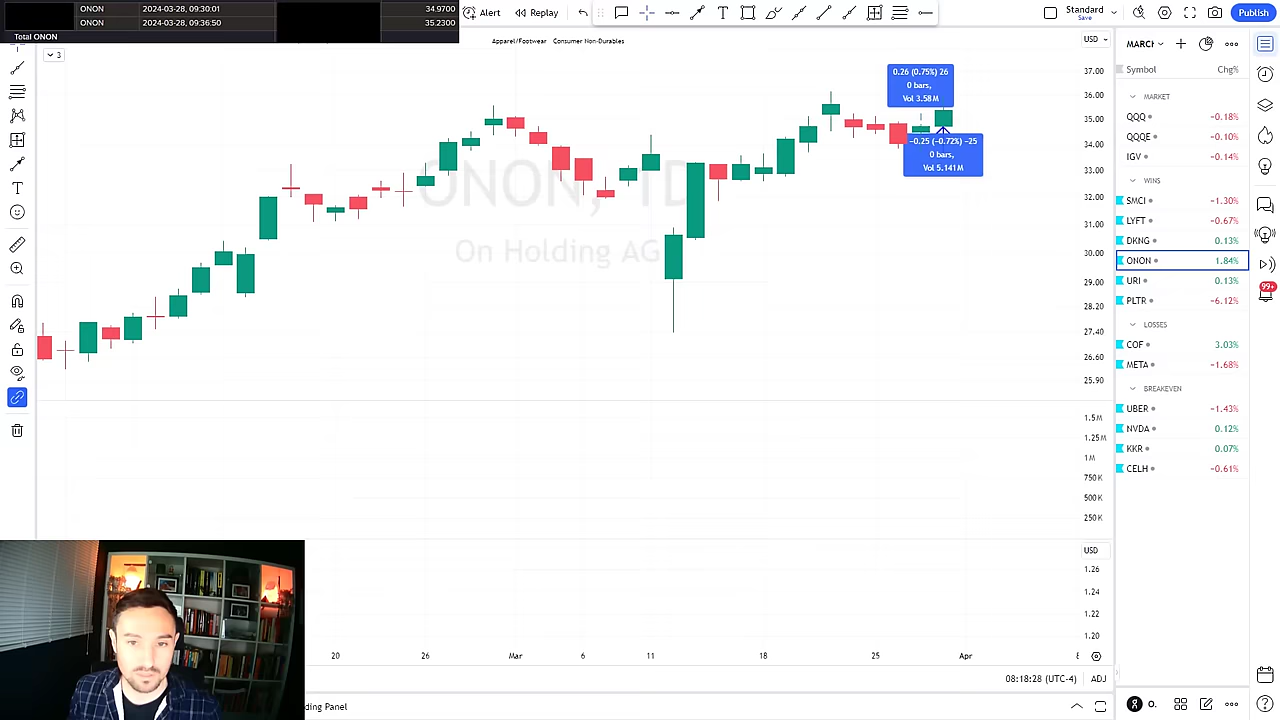 ONON 2024-03-28, 09:30:01 34.9700
ONON 2024-03-28, 09:36:50 35.2300
Total ONON
Alert
Replay
Standard
Save
Publish
Apparel/Footwear Consumer Non-Durables
3
USD
37.00
36.00
35.00
34.00
33.00
32.00
31.00
30.00
29.00
28.20
27.40
26.60
25.90
0.26 (0.75%) 26
0 bars,
Vol 3.58M
−0.25 (−0.72%) −25
0 bars,
Vol 5.141M
ONON, 1D
On Holding AG
1.5M
1.25M
1M
750K
500K
250K
USD
1.26
1.24
1.22
1.20
20 26 Mar 6 11 18 25 Apr 8
08:18:28 (UTC-4) ADJ
ding Panel
MARCH
Symbol Chg%
MARKET
QQQ −0.18%
QQQE −0.10%
IGV −0.14%
WINS
SMCI −1.30%
LYFT −0.67%
DKNG 0.13%
ONON 1.84%
URI 0.13%
PLTR −6.12%
LOSSES
COF 3.03%
META −1.68%
BREAKEVEN
UBER −1.43%
NVDA 0.12%
KKR 0.07%
CELH −0.61%
99+
O.